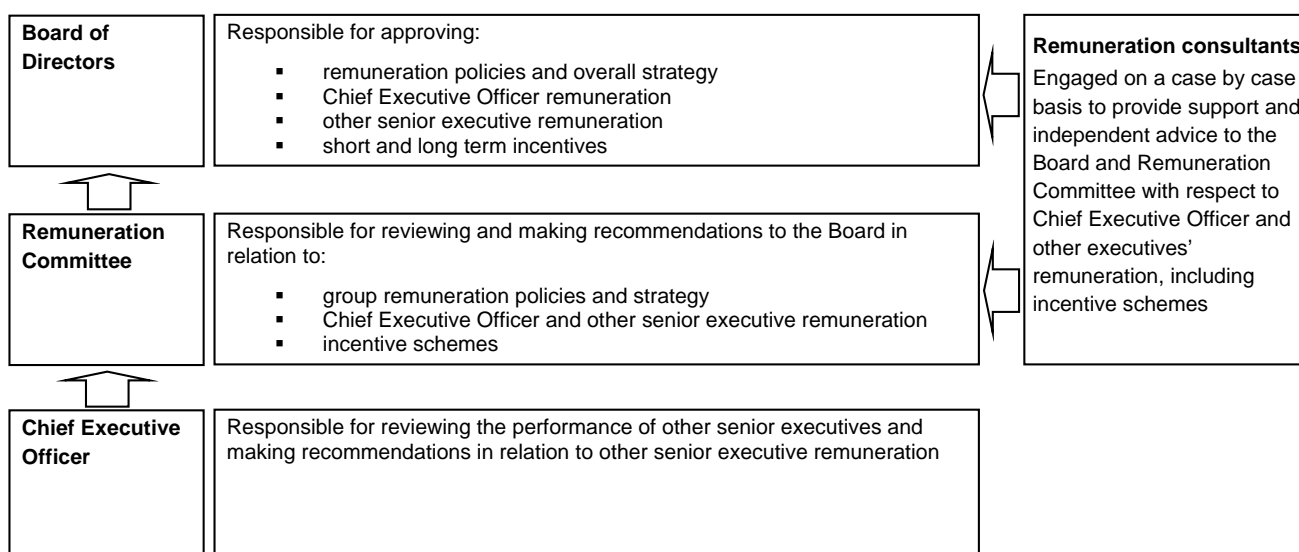 Board of
Directors
Responsible for approving:
▪ remuneration policies and overall strategy
▪ Chief Executive Officer remuneration
▪ other senior executive remuneration
▪ short and long term incentives
Remuneration
Committee
Responsible for reviewing and making recommendations to the Board in
relation to:
▪ group remuneration policies and strategy
▪ Chief Executive Officer and other senior executive remuneration
▪ incentive schemes
Chief Executive
Officer
Responsible for reviewing the performance of other senior executives and
making recommendations in relation to other senior executive remuneration
Remuneration consultants
Engaged on a case by case
basis to provide support and
independent advice to the
Board and Remuneration
Committee with respect to
Chief Executive Officer and
other executives’
remuneration, including
incentive schemes